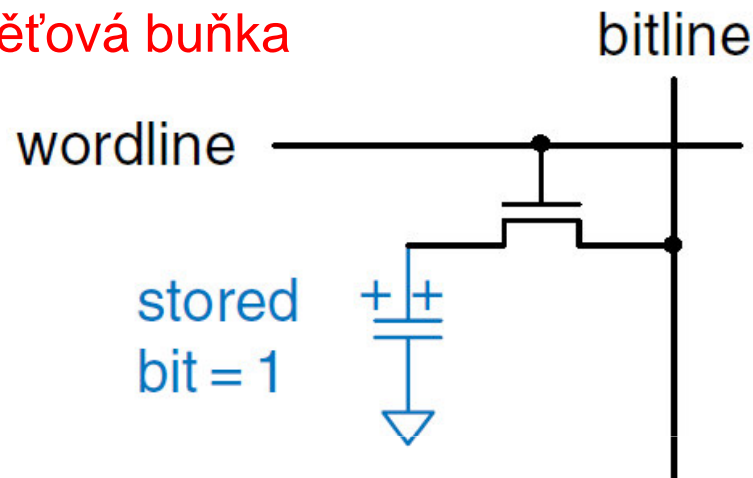 ěťová buňka
bitline
wordline
+ +
stored
bit = 1